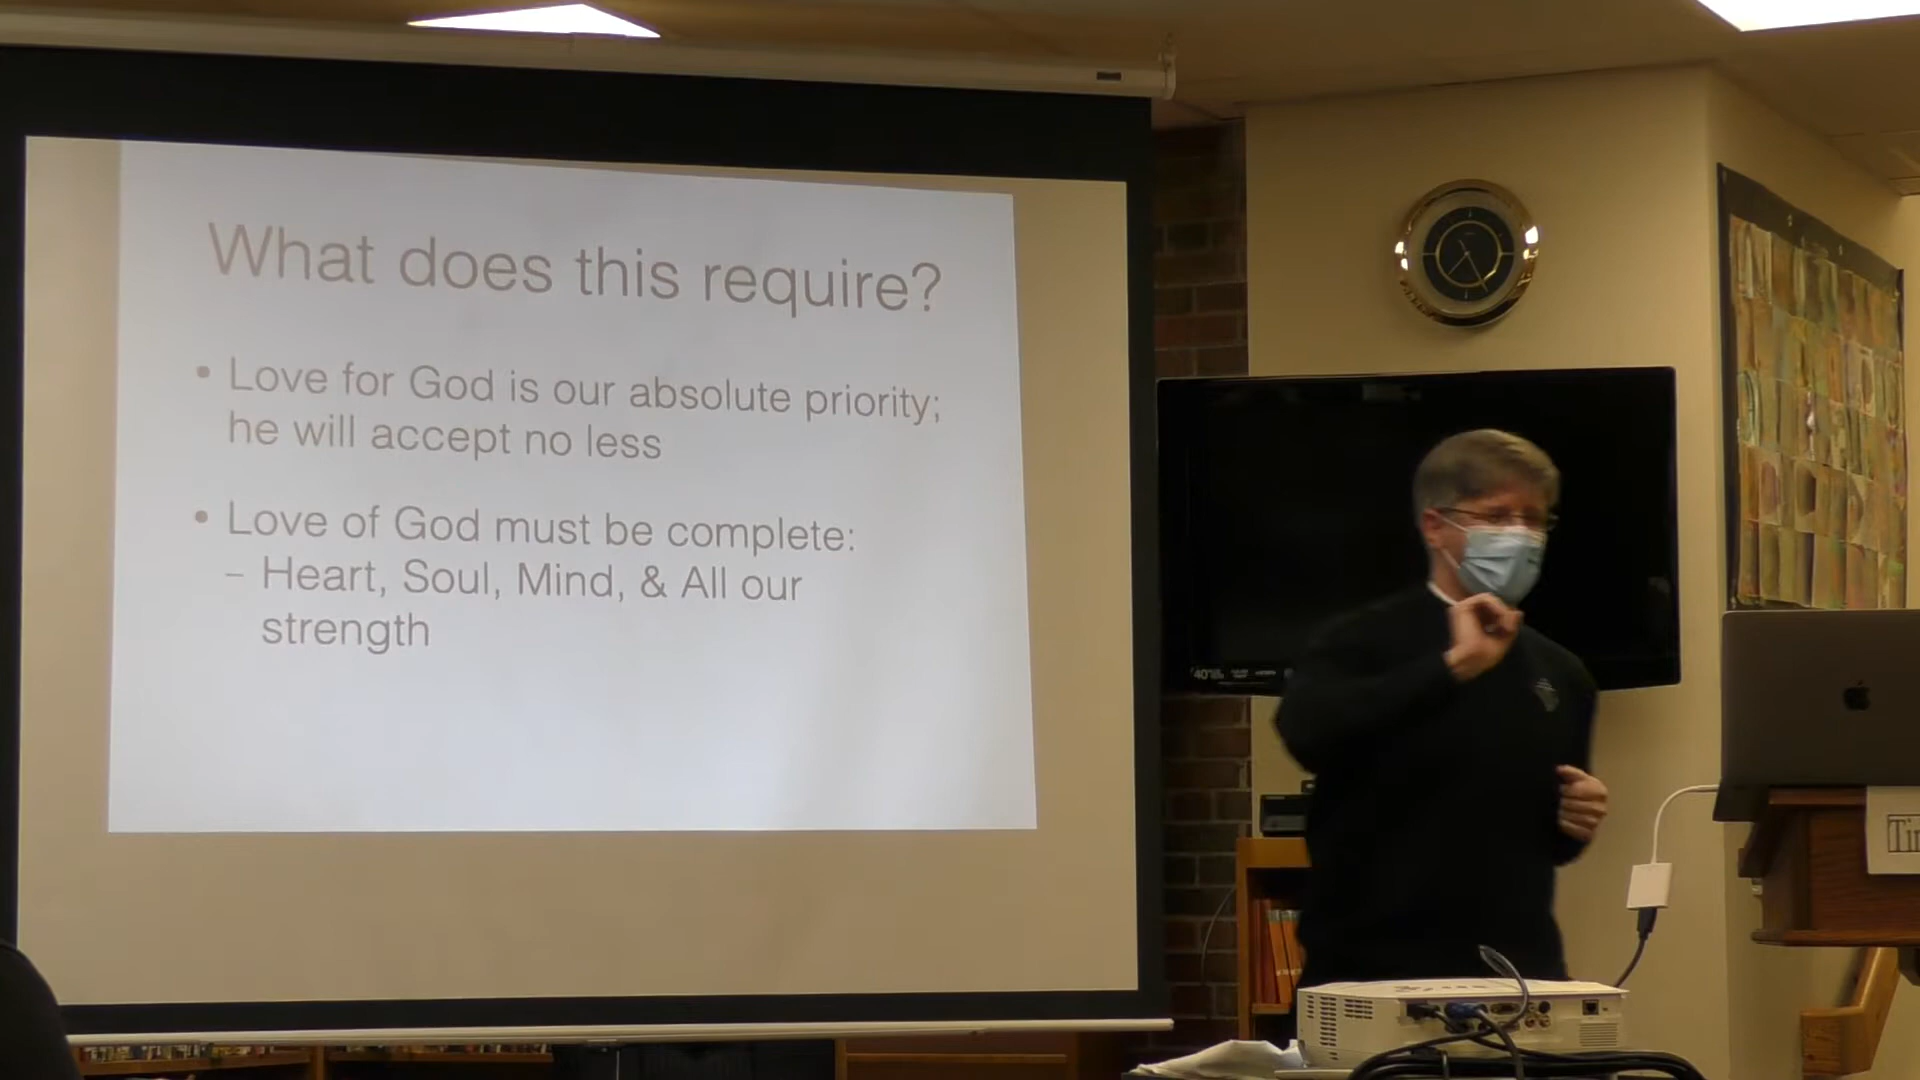 What does this require?
• Love for God is our absolute priority;
he will accept no less
• Love of God must be complete:
– Heart, Soul, Mind, & All our
strength
40"